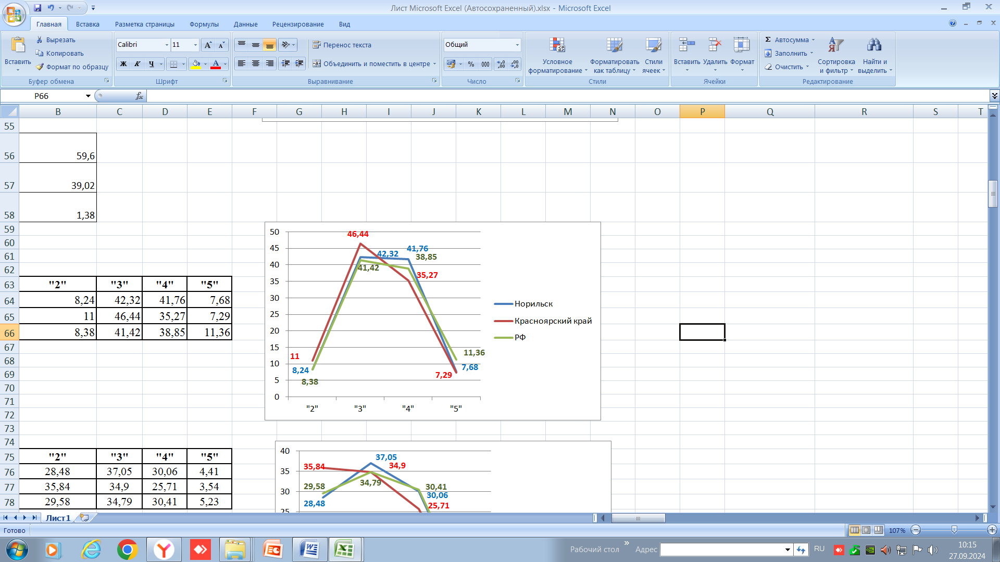 Лист Microsoft Excel (Автосохраненный).xlsx - Microsoft Excel
Главная Вставка Разметка страницы Формулы Данные Рецензирование Вид
Вставить
Вырезать
Копировать
Формат по образцу
Буфер обмена
Calibri 11
Ж К Ч
Шрифт
Перенос текста
Объединить и поместить в центре
Выравнивание
Общий
% 000
Число
Условное форматирование
Форматировать как таблицу
Стили ячеек
Стили
Вставить Удалить Формат
Ячейки
Σ Автосумма
Заполнить
Очистить
Сортировка и фильтр
Найти и выделить
Редактирование
P66
fx
B C D E F G H I J K L M N O P Q R S T
55
56 59,6
57 39,02
58 1,38
59
60
61
62
63 "2" "3" "4" "5"
64 8,24 42,32 41,76 7,68
65 11 46,44 35,27 7,29
66 8,38 41,42 38,85 11,36
67
68
69
70
71
72
73
74
75 "2" "3" "4" "5"
76 28,48 37,05 30,06 4,41
77 35,84 34,9 25,71 3,54
78 29,58 34,79 30,41 5,23
50
45
40
35
30
25
20
15
10
5
0
46,44
41,76
42,32
38,85
41,42
35,27
11
8,24
8,38
11,36
7,68
7,29
"2" "3" "4" "5"
Норильск
Красноярский край
РФ
40
35
30
25
37,05
35,84
34,9
29,58
34,79
30,41
30,06
28,48
25,71
Лист1
Готово
107%
Рабочий стол » Адрес
RU
10:15
27.09.2024